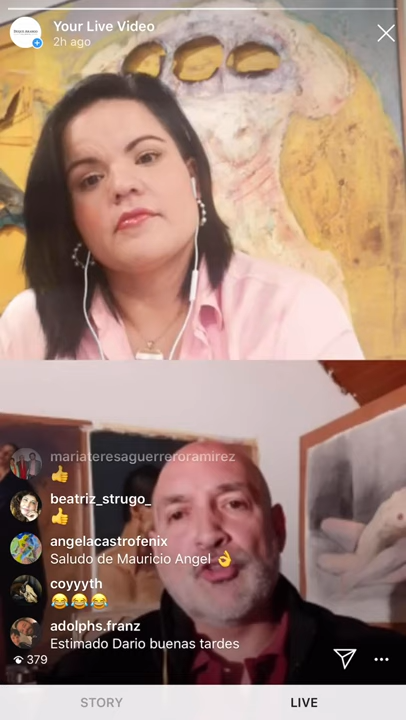 Your Live Video
2h ago
mariateresaguerreroramirez
👍
beatriz_strugo_
👍
angelacastrofenix
Saludo de Mauricio Angel 👌
coyyyth
😂😂😂
adolphs.franz
Estimado Dario buenas tardes
379
STORY
LIVE